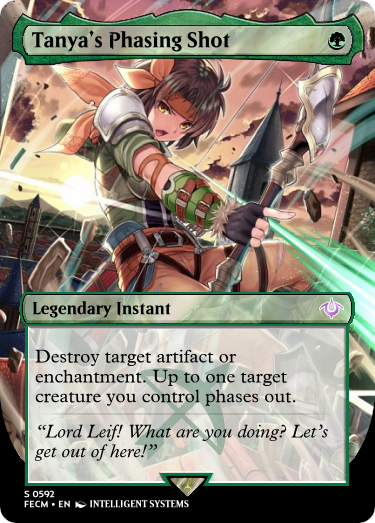 Tanya's Phasing Shot
Legendary Instant
Destroy target artifact or
enchantment. Up to one target
creature you control phases out.
“Lord Leif! What are you doing? Let's
get out of here!”
S 0592
FECM • EN INTELLIGENT SYSTEMS